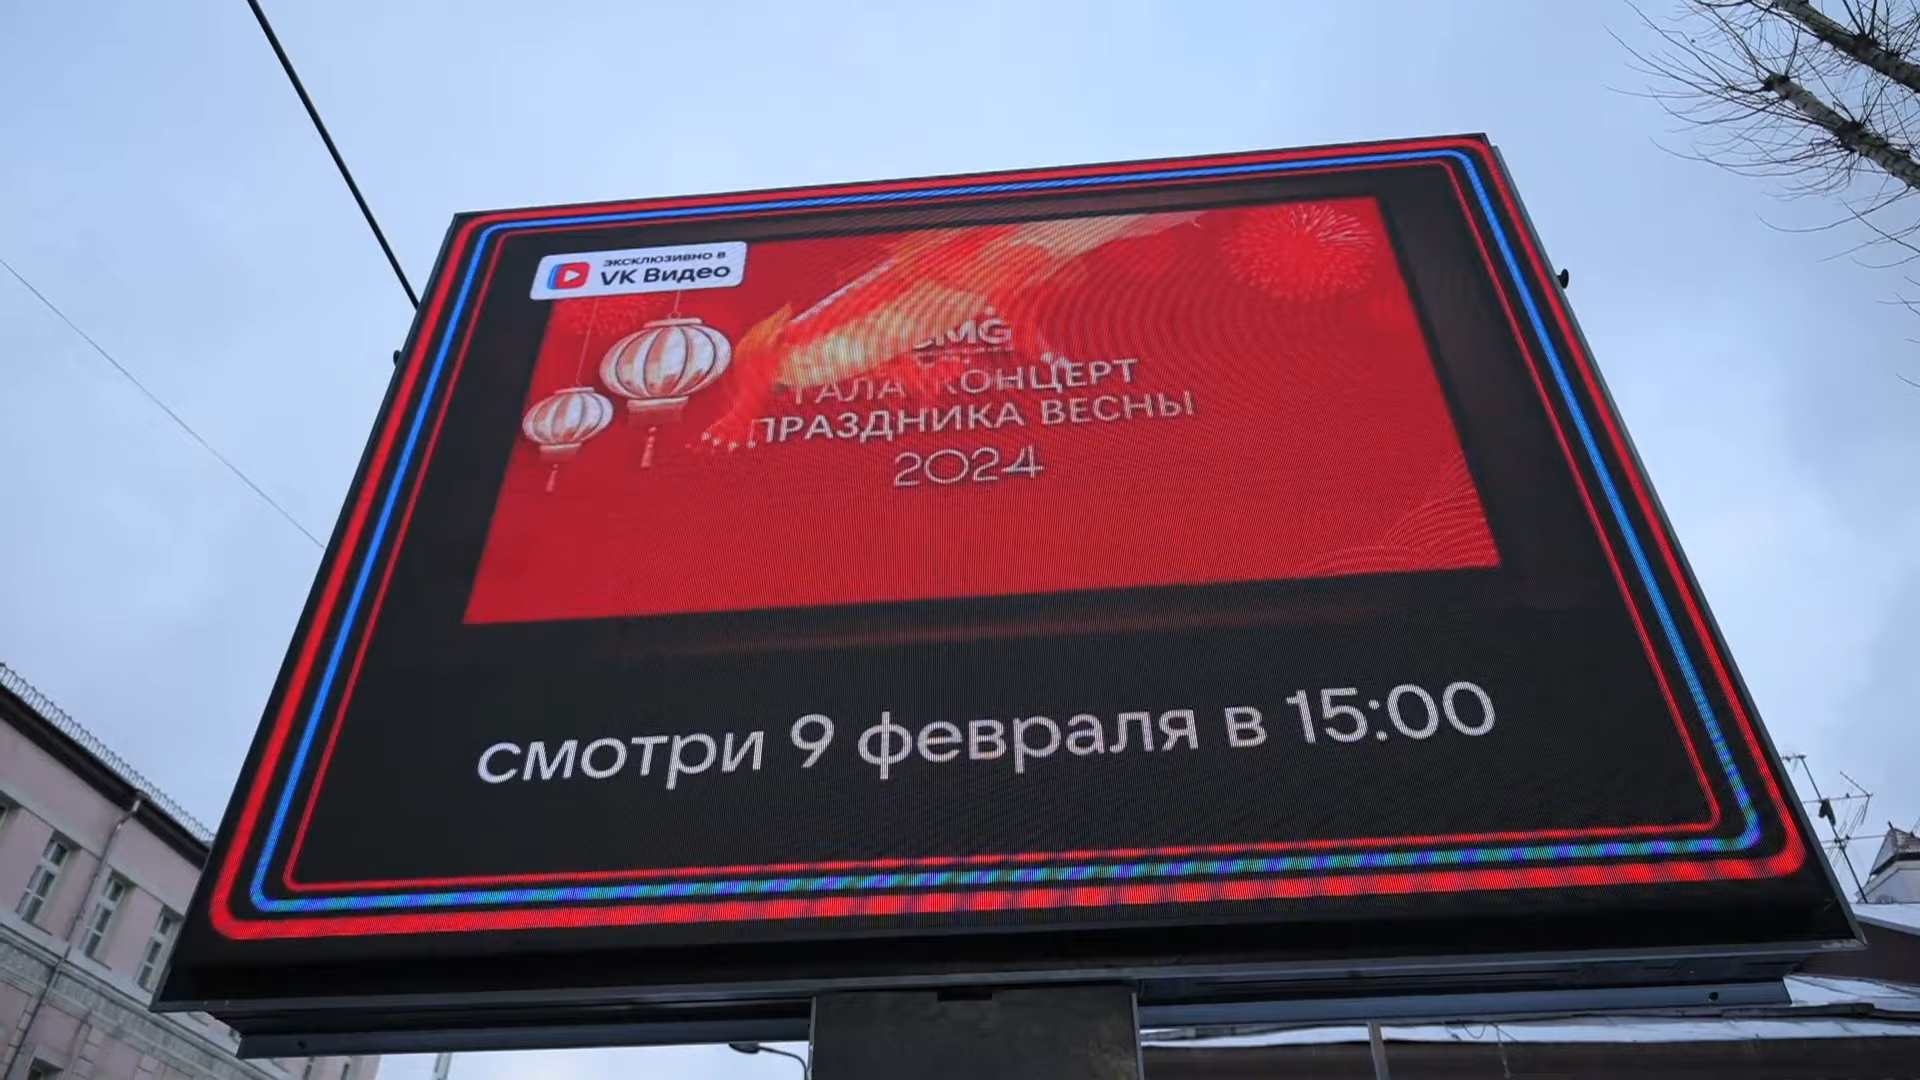 ЭКСКЛЮЗИВНО В
VK Видео
ГАЛА КОНЦЕРТ
ПРАЗДНИКА ВЕСНЫ
2024
смотри 9 февраля в 15:00